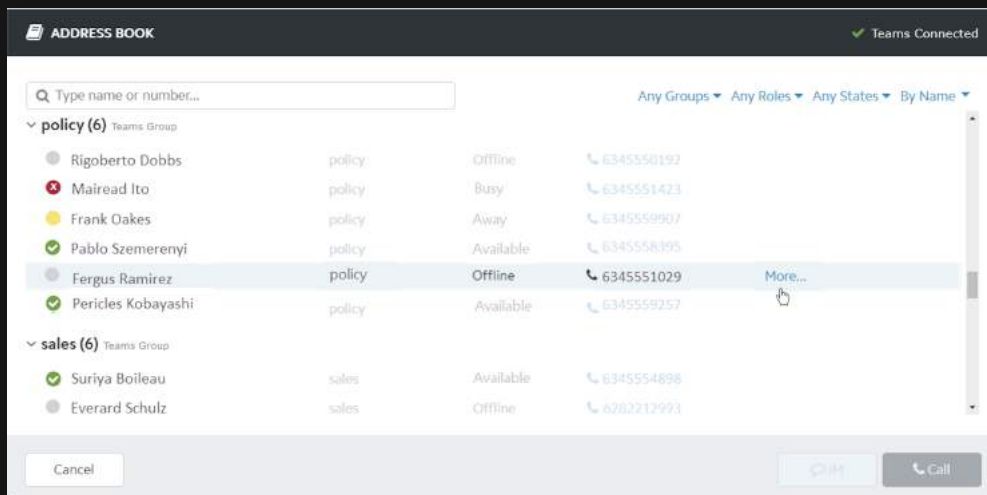 ADDRESS BOOK Teams Connected
Type name or number... Any Groups Any Roles Any States By Name
policy (6) Teams Group
Rigoberto Dobbs policy Offline 6345550192
Mairead Ito policy Busy 6345551423
Frank Oakes policy Away 6345559907
Pablo Szemerenyi policy Available 6345558395
Fergus Ramirez policy Offline 6345551029 More...
Pericles Kobayashi policy Available 6345559257
sales (6) Teams Group
Suriya Boileau sales Available 6345554898
Everard Schulz sales Offline 6282212993
Cancel IM Call